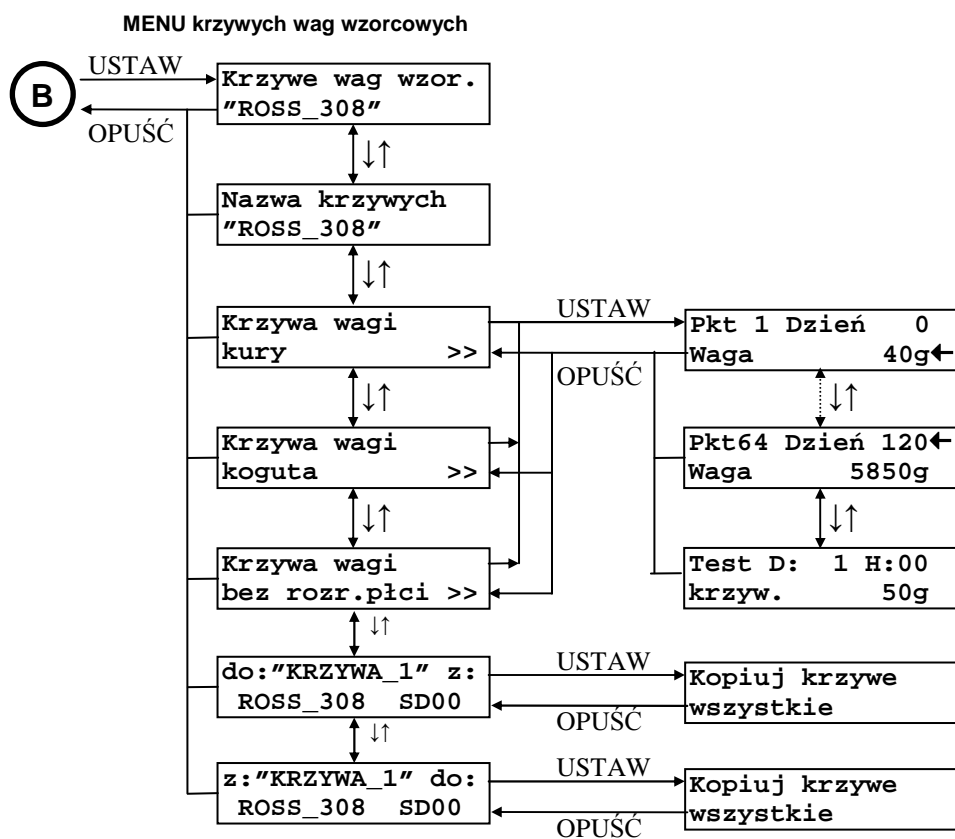 MENU krzywych wag wzorcowych
USTAW
B
OPUŚĆ
Krzywe wag wzor.
"ROSS_308"
↓↑
Nazwa krzywych
"ROSS_308"
↓↑
Krzywa wagi
kury >>
USTAW
OPUŚĆ
Pkt 1 Dzień 0
Waga 40g←
↓↑
↓↑
Krzywa wagi
koguta >>
Pkt64 Dzień 120←
Waga 5850g
↓↑
↓↑
Krzywa wagi
bez rozr.płci >>
Test D: 1 H:00
krzyw. 50g
↓↑
do:"KRZYWA_1" z:
ROSS_308 SD00
USTAW
OPUŚĆ
Kopiuj krzywe
wszystkie
↓↑
z:"KRZYWA_1" do:
ROSS_308 SD00
USTAW
OPUŚĆ
Kopiuj krzywe
wszystkie